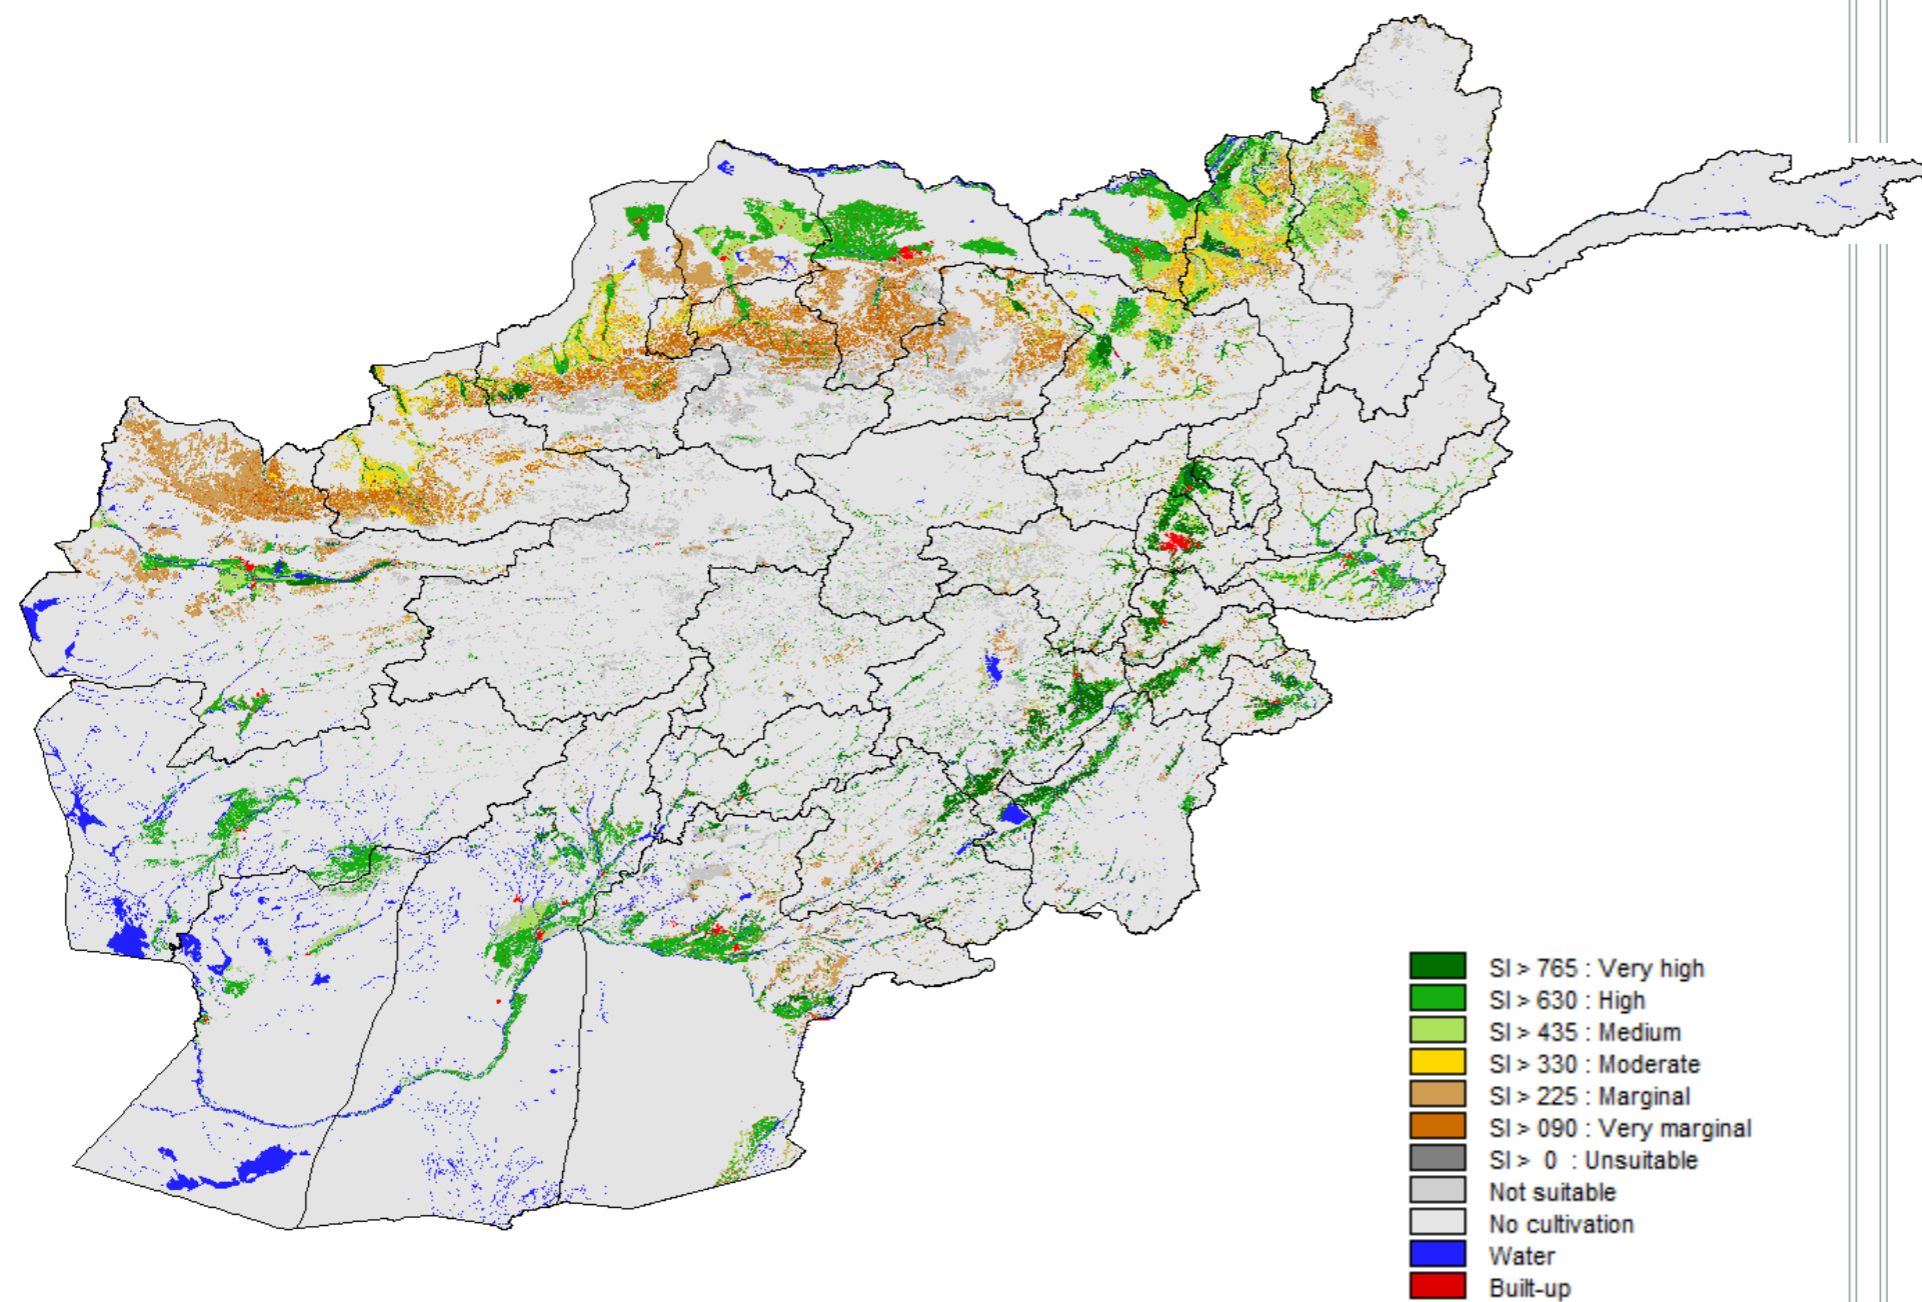 SI > 765 : Very high
SI > 630 : High
SI > 435 : Medium
SI > 330 : Moderate
SI > 225 : Marginal
SI > 090 : Very marginal
SI > 0 : Unsuitable
Not suitable
No cultivation
Water
Built-up